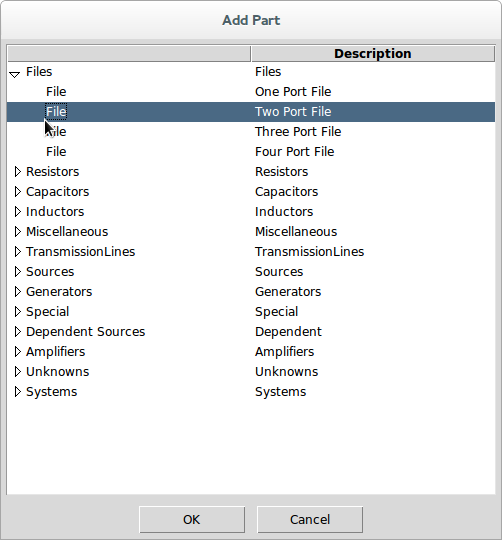 Add Part
Description
Files Files
File One Port File
File Two Port File
File Three Port File
File Four Port File
Resistors Resistors
Capacitors Capacitors
Inductors Inductors
Miscellaneous Miscellaneous
TransmissionLines TransmissionLines
Sources Sources
Generators Generators
Special Special
Dependent Sources Dependent
Amplifiers Amplifiers
Unknowns Unknowns
Systems Systems
OK Cancel